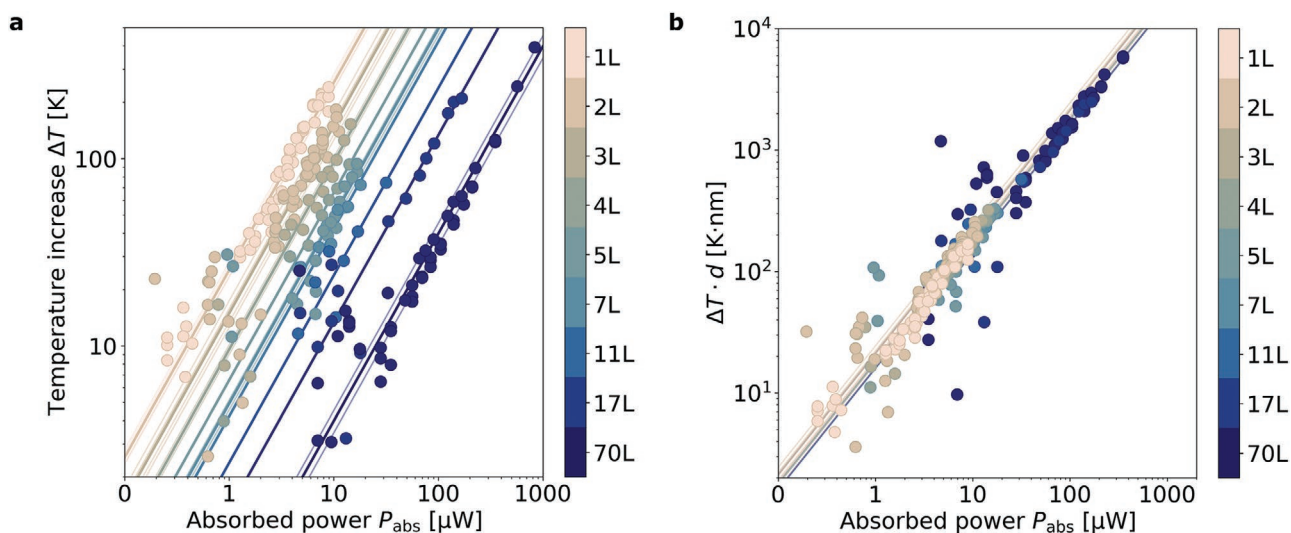 a
Temperature increase ΔT [K]
100
10
0
1
10
100
1000
Absorbed power Pabs [μW]
1L
2L
3L
4L
5L
7L
11L
17L
70L
b
ΔT · d [K·nm]
10⁴
10³
10²
10¹
0
1
10
100
1000
Absorbed power Pabs [μW]
1L
2L
3L
4L
5L
7L
11L
17L
70L